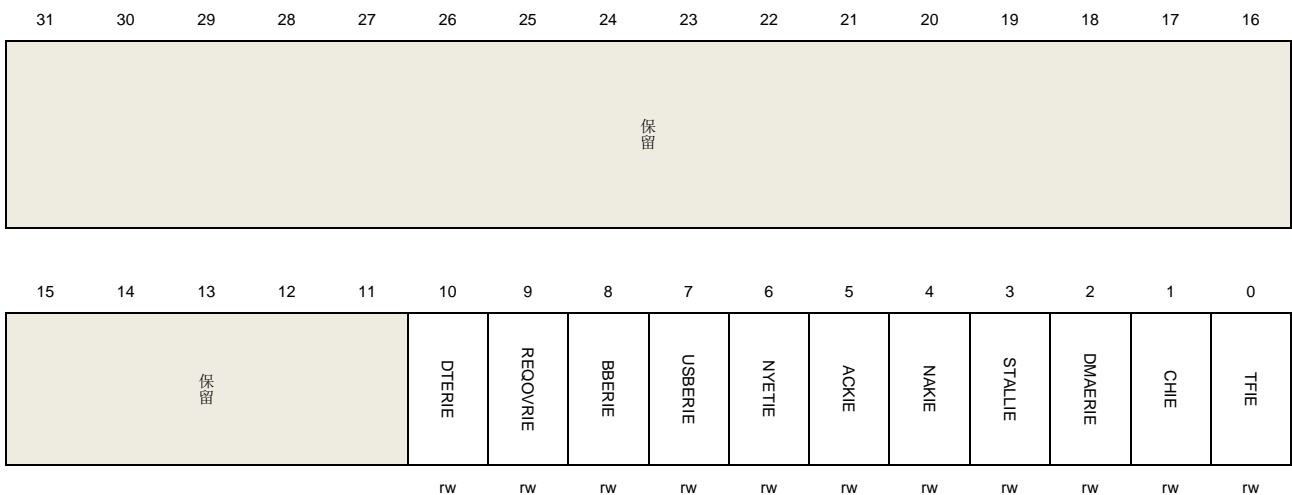 31 30 29 28 27 26 25 24 23 22 21 20 19 18 17 16
保留
15 14 13 12 11 10 9 8 7 6 5 4 3 2 1 0
保留 DTERIE REQOVRIE BBERIE USBERIE NYETIE ACKIE NAKIE STALLIE DMAERIE CHIE TFIE
rw rw rw rw rw rw rw rw rw rw rw